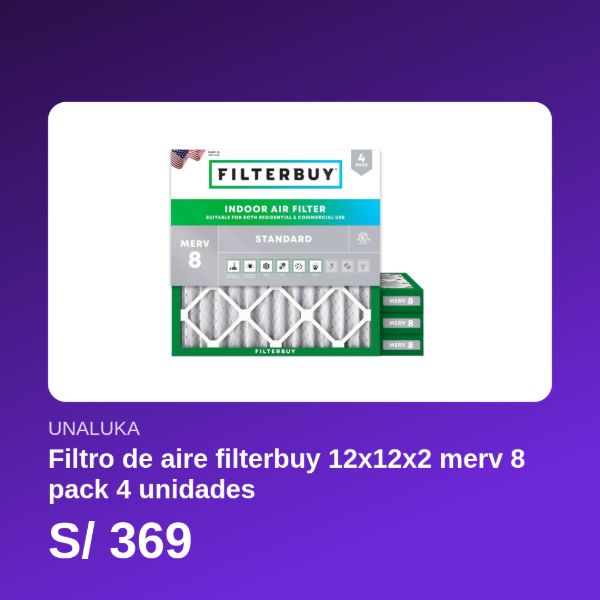 4
PACK
FILTERBUY
INDOOR AIR FILTER
SUITABLE FOR BOTH RESIDENTIAL & COMMERCIAL USE
MERV
8
STANDARD
MERV 8
MERV 8
MERV 8
FILTERBUY
UNALUKA
Filtro de aire filterbuy 12x12x2 merv 8
pack 4 unidades
S/ 369